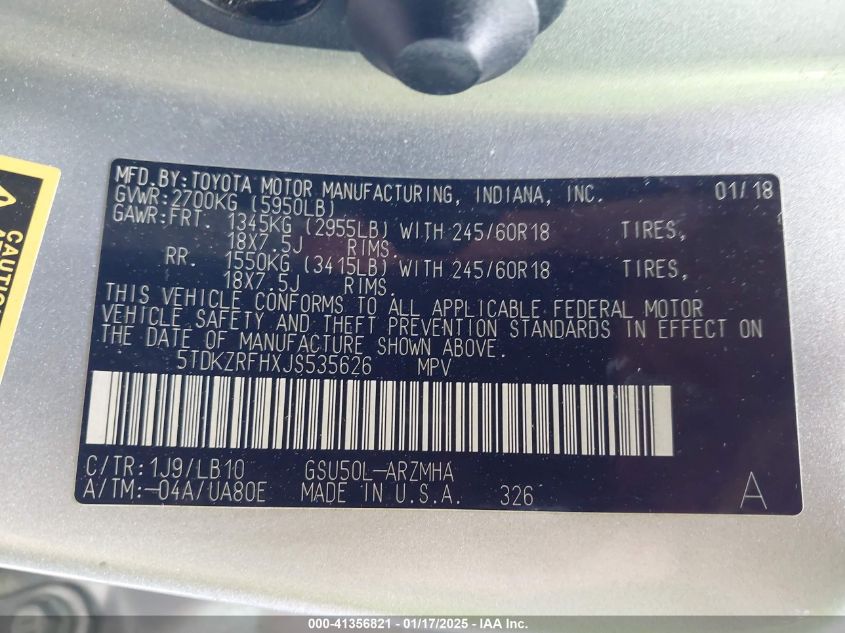 MFD.BY:TOYOTA MOTOR MANUFACTURING, INDIANA, INC. 01/18
GVWR:2700KG (5950LB)
GAWR:FRT. 1345KG (2955LB) WITH 245/60R18 TIRES,
18X7.5J RIMS.
RR. 1550KG (3415LB) WITH 245/60R18 TIRES,
18X7.5J RIMS.
THIS VEHICLE CONFORMS TO ALL APPLICABLE FEDERAL MOTOR
VEHICLE SAFETY AND THEFT PREVENTION STANDARDS IN EFFECT ON
THE DATE OF MANUFACTURE SHOWN ABOVE.
5TDKZRFHXJS535626 MPV
C/TR:1J9/LB10 GSU50L-ARZMHA
A/TM:-04A/UA80E MADE IN U.S.A. 326 A
CAUTION
000-41356821 - 01/17/2025 - IAA Inc.